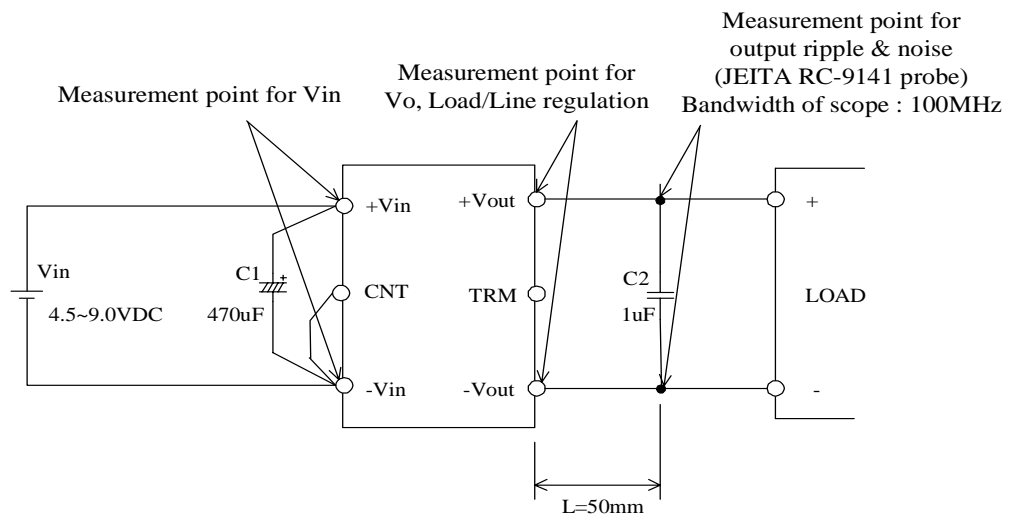 Measurement point for
output ripple & noise
(JEITA RC-9141 probe)
Bandwidth of scope : 100MHz
Measurement point for
Vo, Load/Line regulation
Measurement point for Vin
+Vin
+Vout
+
Vin
4.5~9.0VDC
C1
+
470uF
CNT
TRM
C2
1uF
LOAD
-Vin
-Vout
-
L=50mm